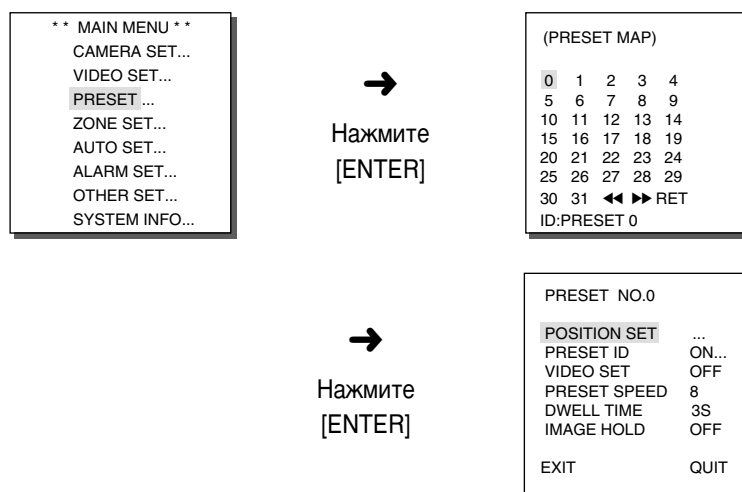 * * MAIN MENU * *
CAMERA SET...
VIDEO SET...
PRESET ...
ZONE SET...
AUTO SET...
ALARM SET...
OTHER SET...
SYSTEM INFO...
➜
Нажмите
[ENTER]
(PRESET MAP)
0 1 2 3 4
5 6 7 8 9
10 11 12 13 14
15 16 17 18 19
20 21 22 23 24
25 26 27 28 29
30 31 ◀◀ ▶▶ RET
ID:PRESET 0
➜
Нажмите
[ENTER]
PRESET NO.0
POSITION SET ...
PRESET ID ON...
VIDEO SET OFF
PRESET SPEED 8
DWELL TIME 3S
IMAGE HOLD OFF
EXIT QUIT